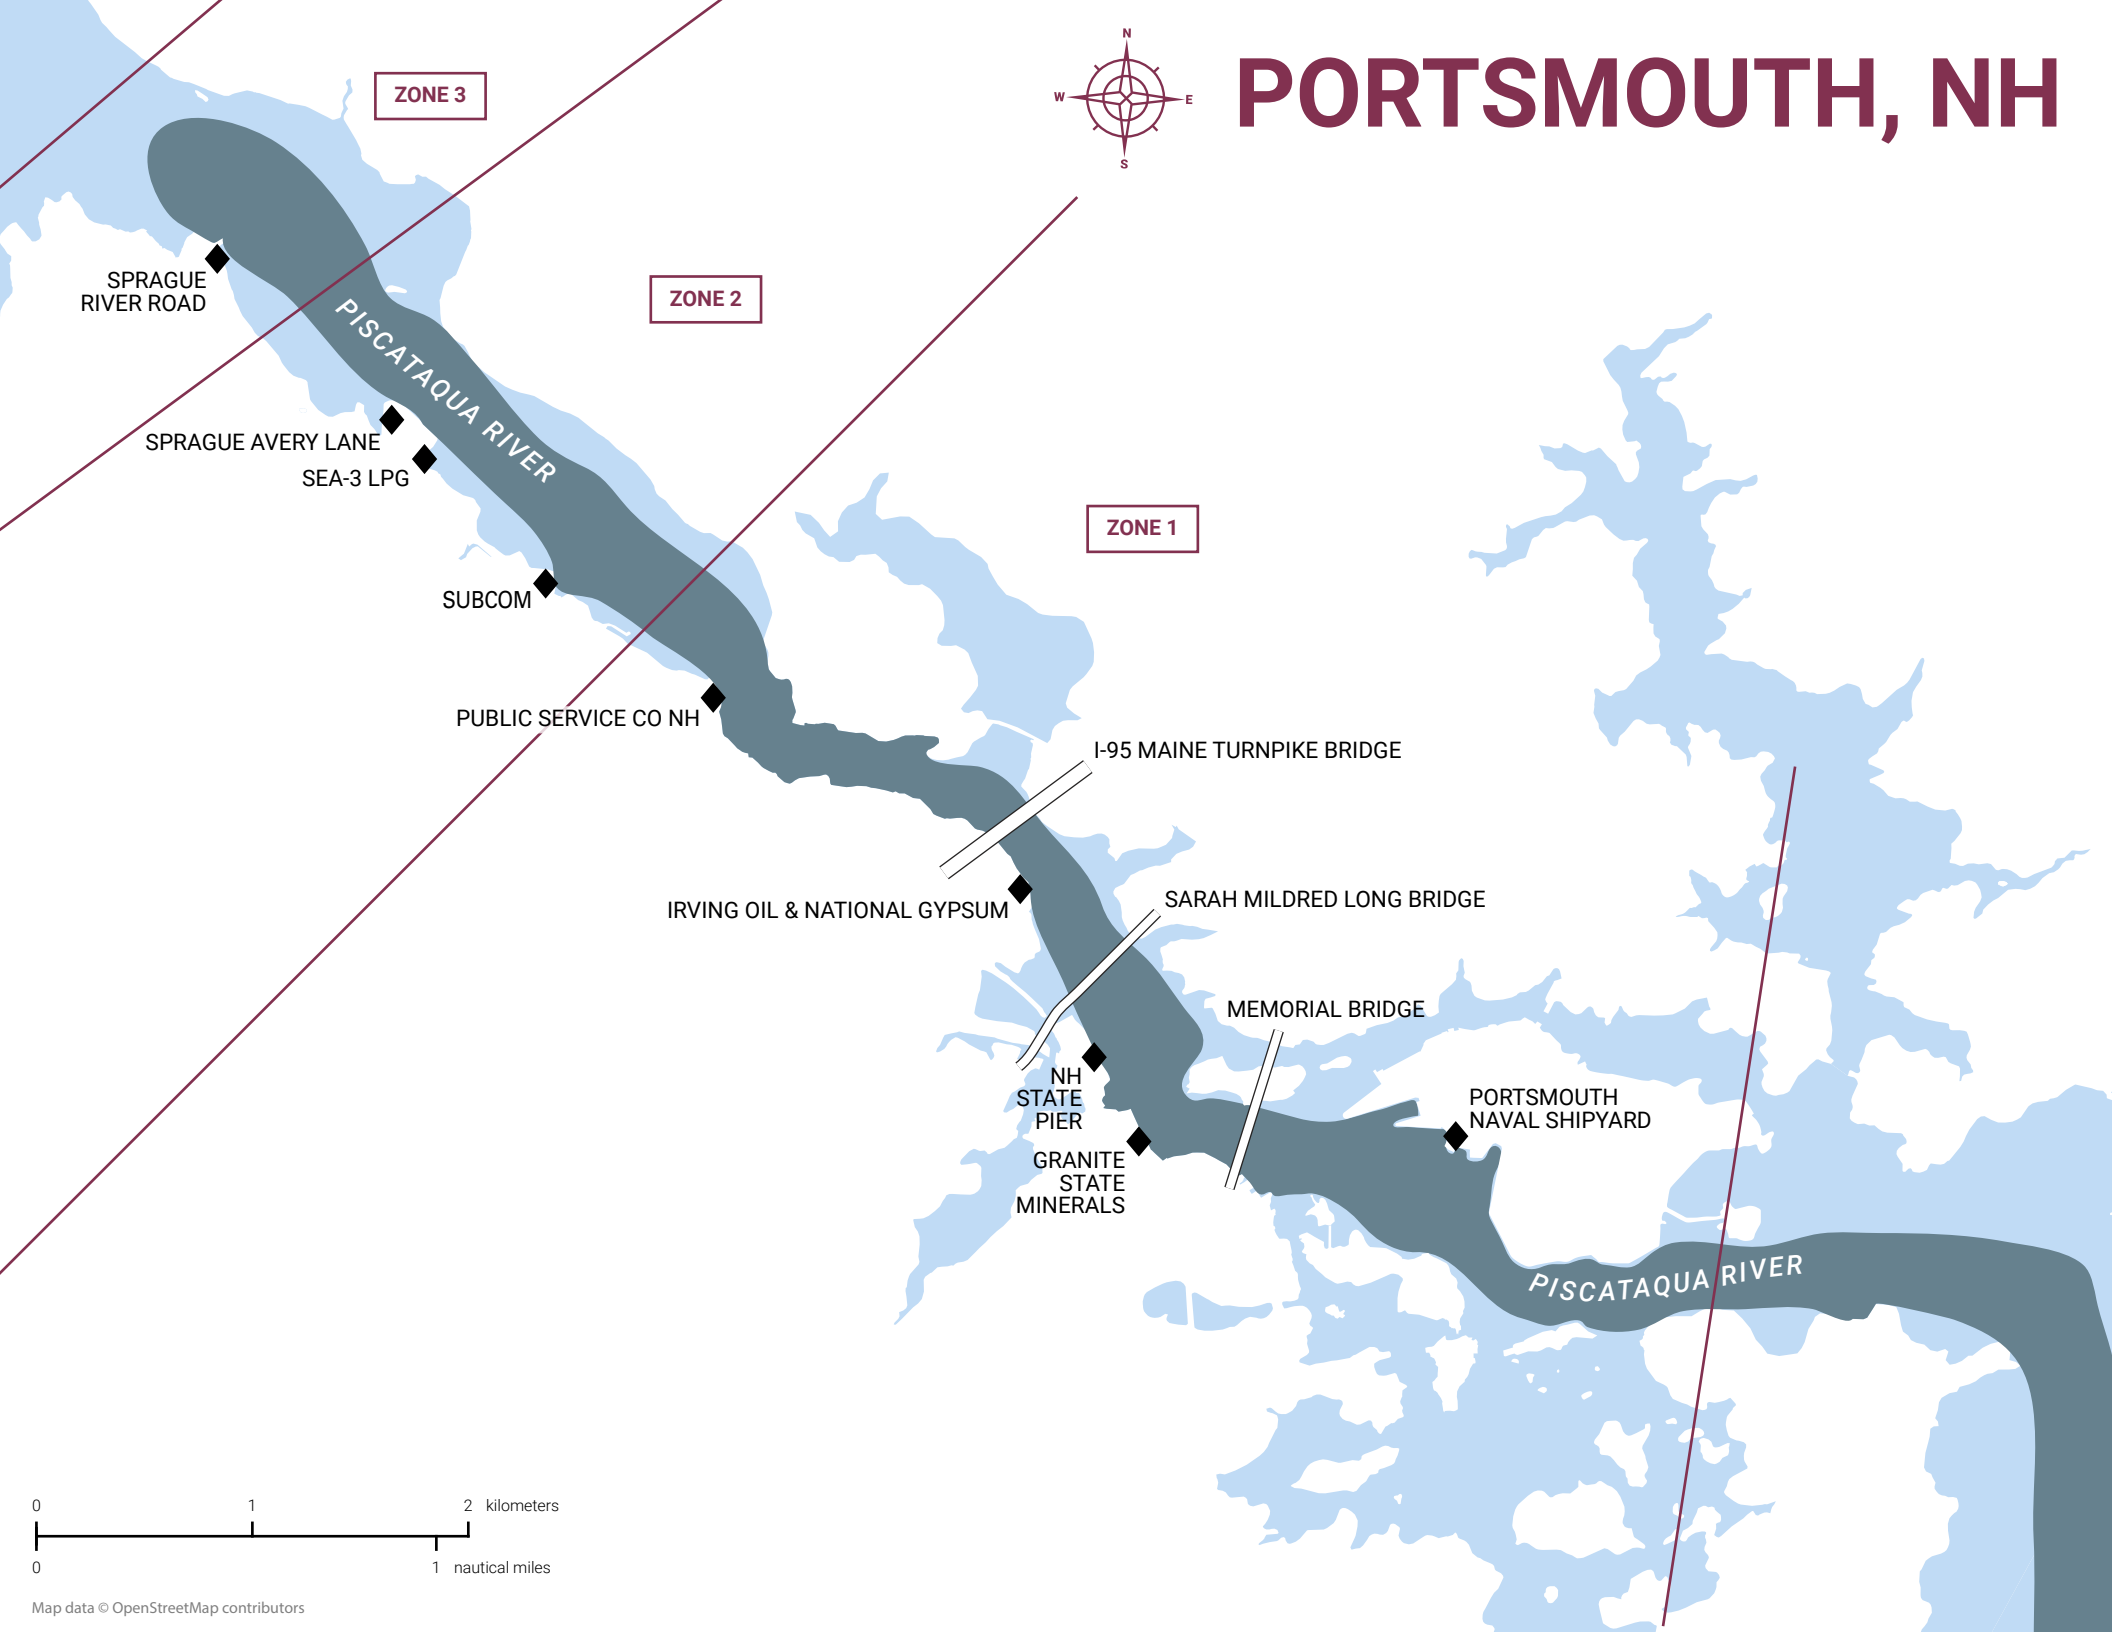 PORTSMOUTH, NH
N
W
E
S
ZONE 3
ZONE 2
ZONE 1
SPRAGUE
RIVER ROAD
PISCATAQUA RIVER
SPRAGUE AVERY LANE
SEA-3 LPG
SUBCOM
PUBLIC SERVICE CO NH
I-95 MAINE TURNPIKE BRIDGE
IRVING OIL & NATIONAL GYPSUM
SARAH MILDRED LONG BRIDGE
MEMORIAL BRIDGE
NH
STATE
PIER
PORTSMOUTH
NAVAL SHIPYARD
GRANITE
STATE
MINERALS
PISCATAQUA RIVER
0 1 2 kilometers
0 1 nautical miles
Map data © OpenStreetMap contributors